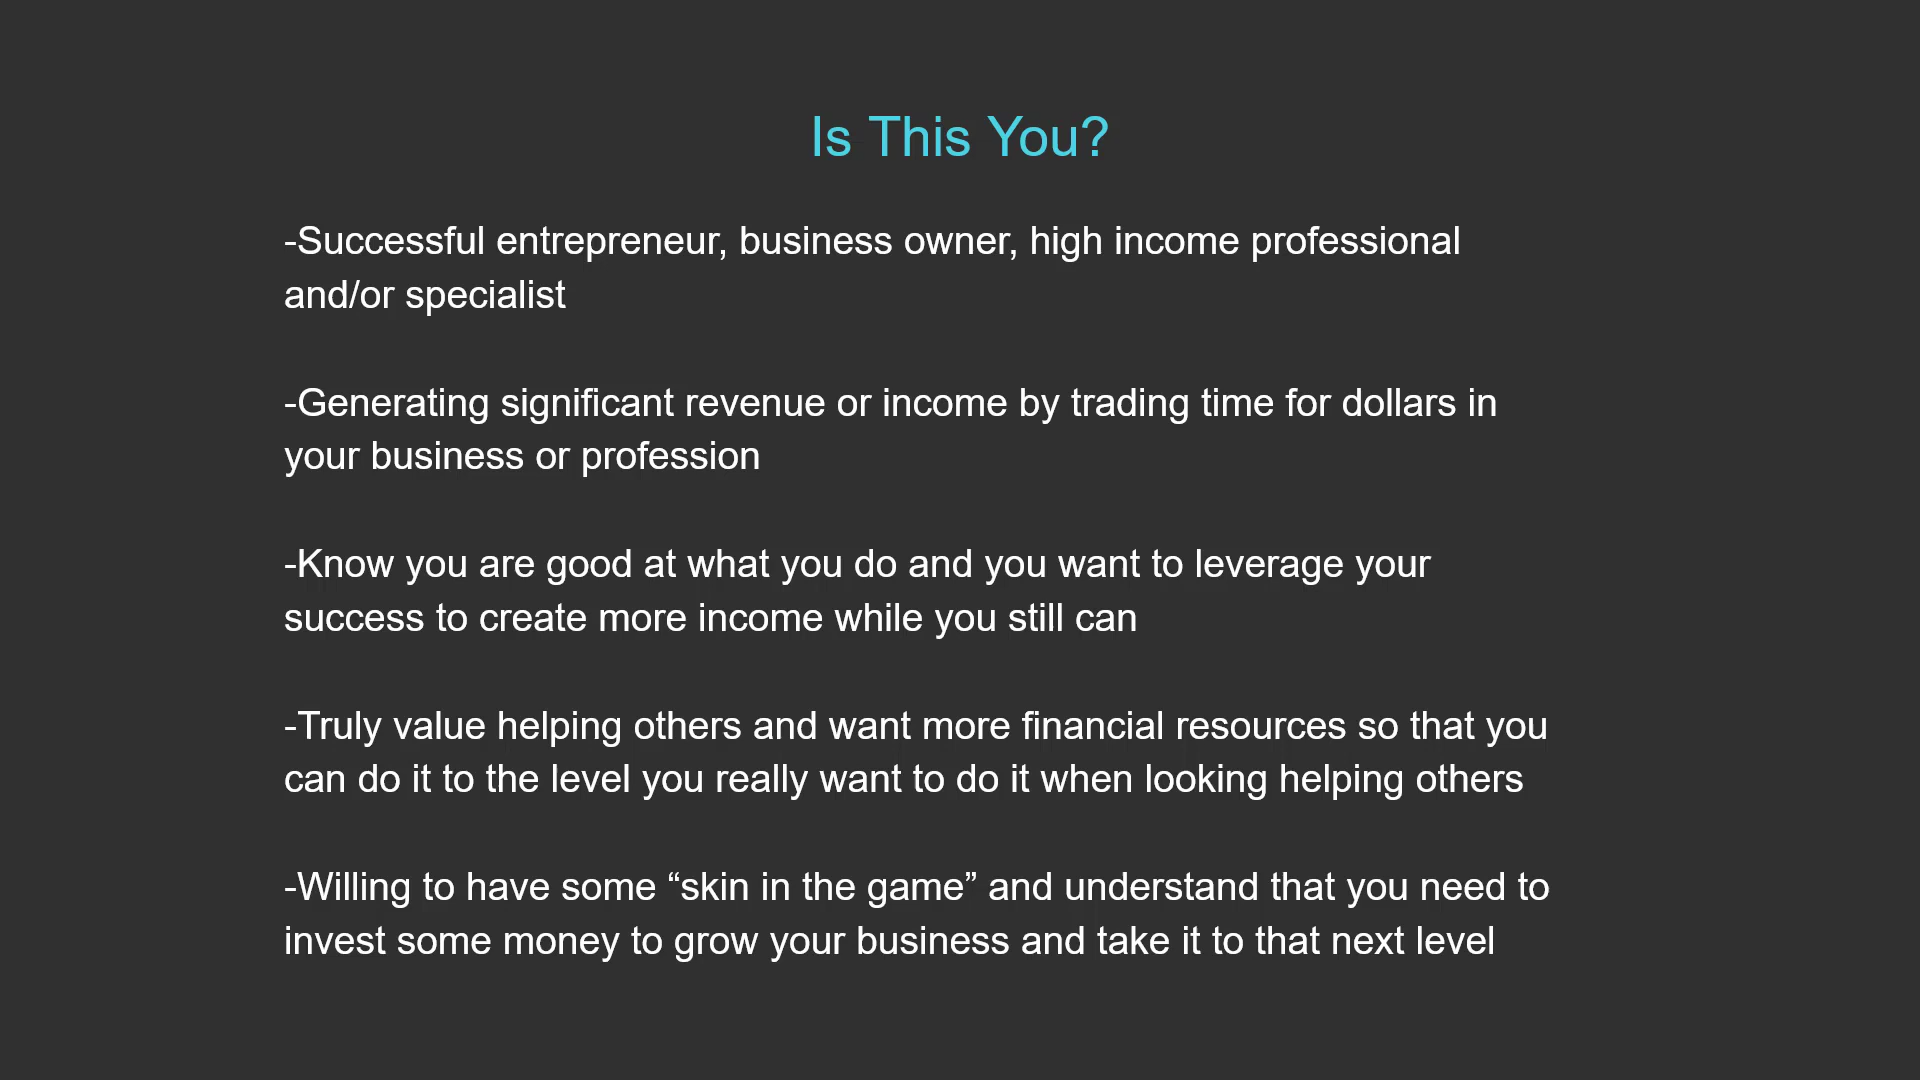 Is This You?
-Successful entrepreneur, business owner, high income professional
and/or specialist
-Generating significant revenue or income by trading time for dollars in
your business or profession
-Know you are good at what you do and you want to leverage your
success to create more income while you still can
-Truly value helping others and want more financial resources so that you
can do it to the level you really want to do it when looking helping others
-Willing to have some “skin in the game” and understand that you need to
invest some money to grow your business and take it to that next level